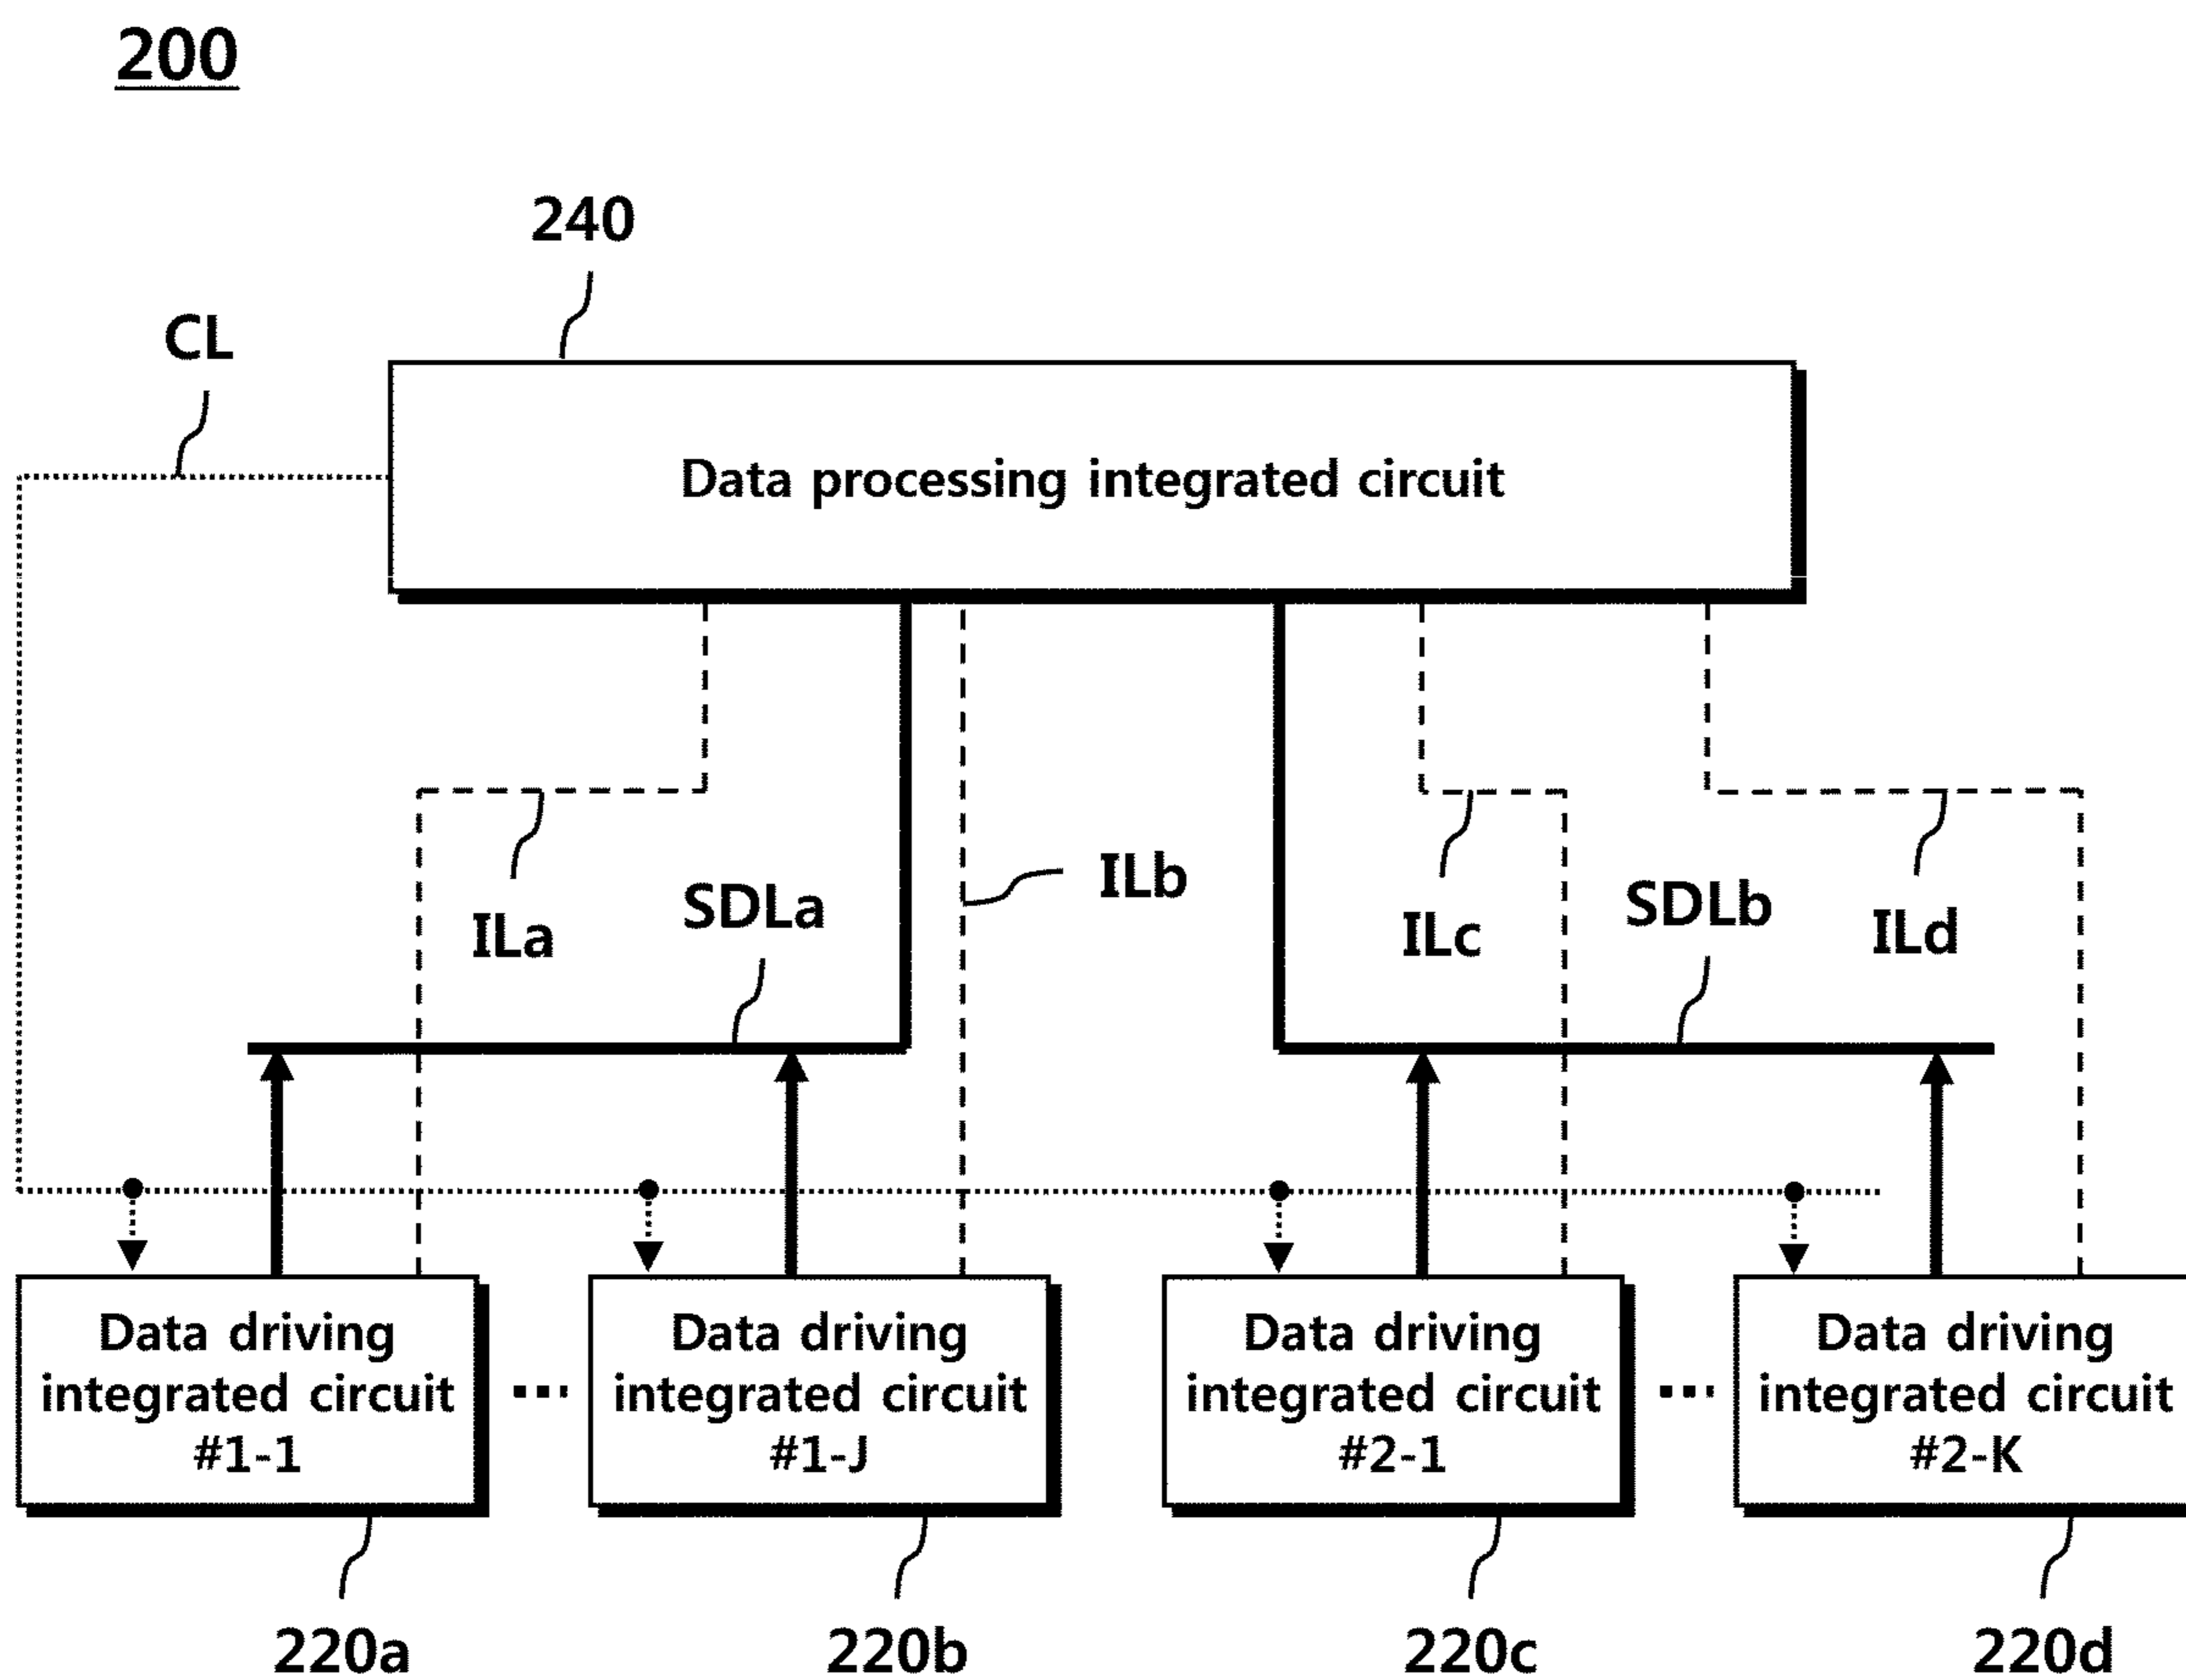 200
240
CL
Data processing integrated circuit
ILa
SDLa
ILb
ILc
SDLb
ILd
Data driving
integrated circuit
#1-1
...
Data driving
integrated circuit
#1-J
Data driving
integrated circuit
#2-1
...
Data driving
integrated circuit
#2-K
220a
220b
220c
220d